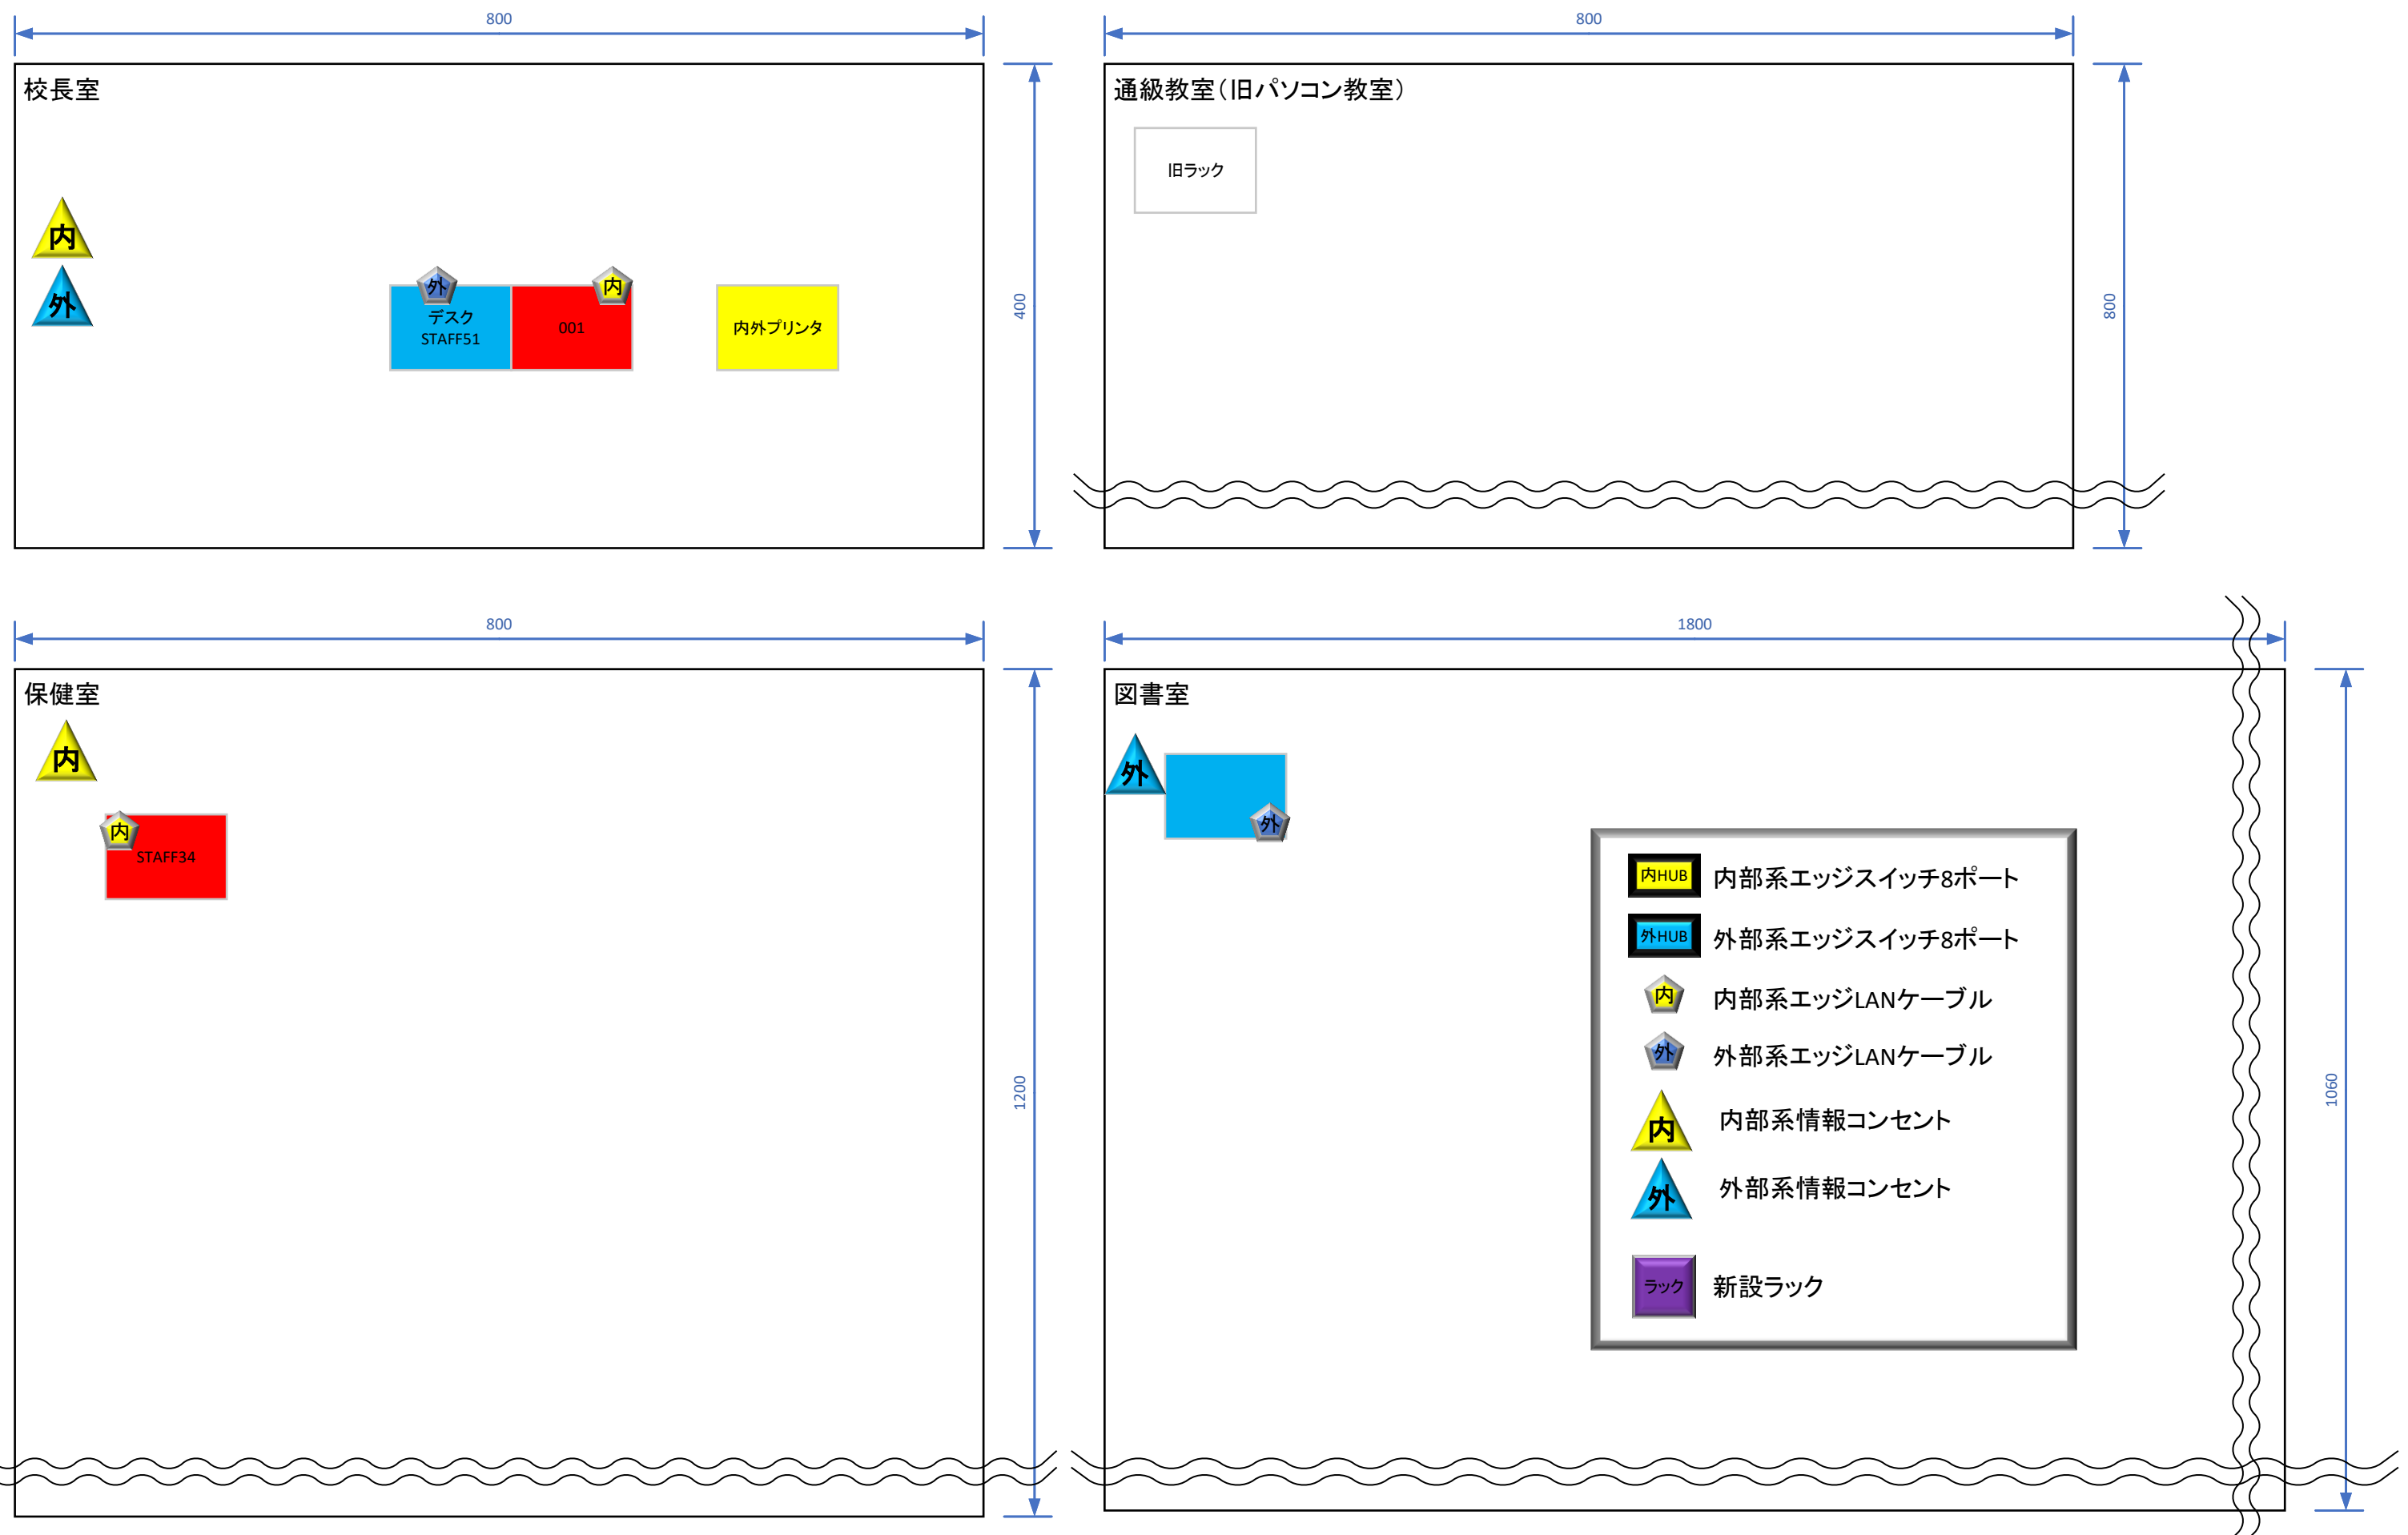 800
800
校長室
通級教室（旧パソコン教室）
旧ラック
内
外
外
デスク
STAFF51
内
001
内外プリンタ
400
800
800
1800
保健室
図書室
内
外
内
STAFF34
外
1200
1060
内HUB 内部系エッジスイッチ8ポート
外HUB 外部系エッジスイッチ8ポート
内 内部系エッジLANケーブル
外 外部系エッジLANケーブル
内 内部系情報コンセント
外 外部系情報コンセント
ラック 新設ラック